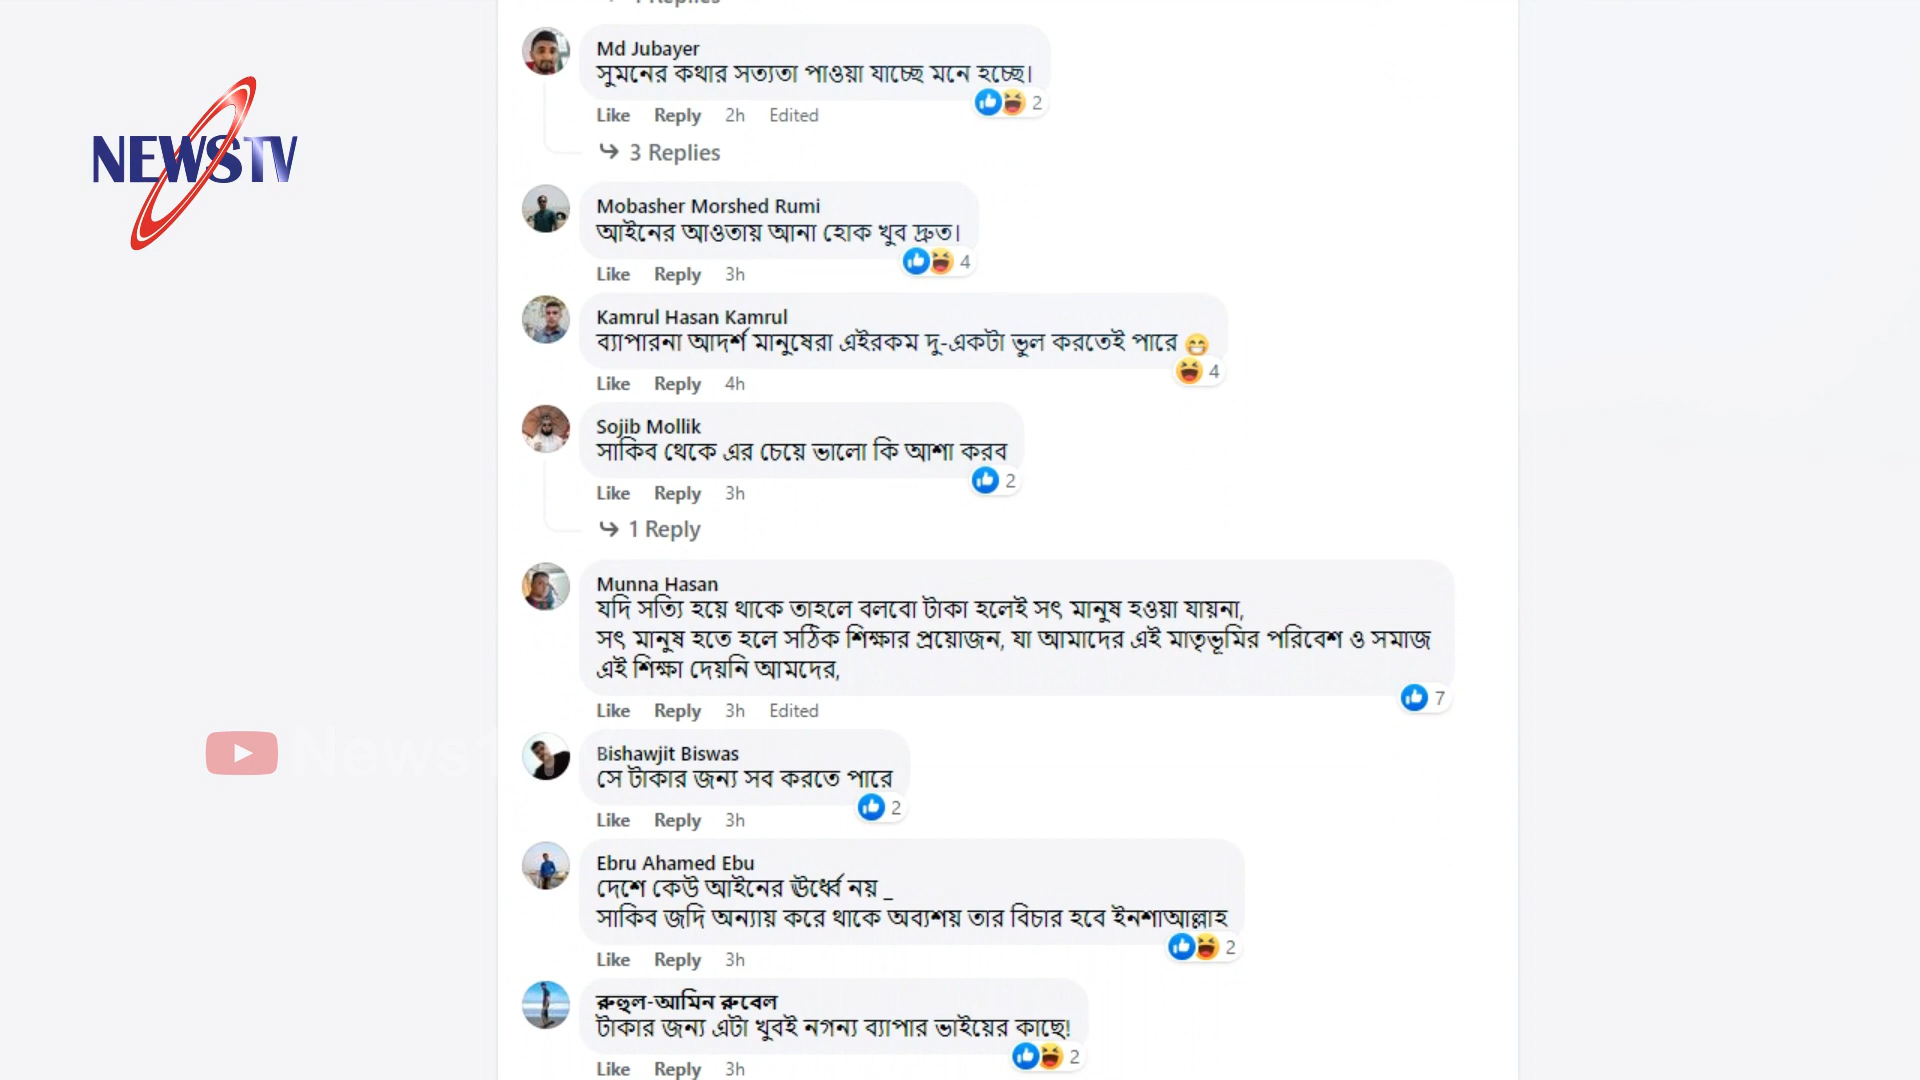 Md Jubayer
সুমনের কথার সত্যতা পাওয়া যাচ্ছে মনে হচ্ছে।
2
Like Reply 2h Edited
3 Replies
NEWSTV
Mobasher Morshed Rumi
আইনের আওতায় আনা হোক খুব দ্রুত।
4
Like Reply 3h
Kamrul Hasan Kamrul
ব্যাপারনা আদর্শ মানুষেরা এইরকম দু-একটা ভুল করতেই পারে 😁
4
Like Reply 4h
Sojib Mollik
সাকিব থেকে এর চেয়ে ভালো কি আশা করব
2
Like Reply 3h
1 Reply
Munna Hasan
যদি সত্যি হয়ে থাকে তাহলে বলবো টাকা হলেই সৎ মানুষ হওয়া যায়না,
সৎ মানুষ হতে হলে সঠিক শিক্ষার প্রয়োজন, যা আমাদের এই মাতৃভূমির পরিবেশ ও সমাজ
এই শিক্ষা দেয়নি আমদের,
7
Like Reply 3h Edited
Bishawjit Biswas
সে টাকার জন্য সব করতে পারে
2
Like Reply 3h
Ebru Ahamed Ebu
দেশে কেউ আইনের ঊর্ধ্বে নয় _
সাকিব জদি অন্যায় করে থাকে অব্যশয় তার বিচার হবে ইনশাআল্লাহ
2
Like Reply 3h
রুহুল-আমিন রুবেল
টাকার জন্য এটা খুবই নগন্য ব্যাপার ভাইয়ের কাছে!
2
Like Reply 3h